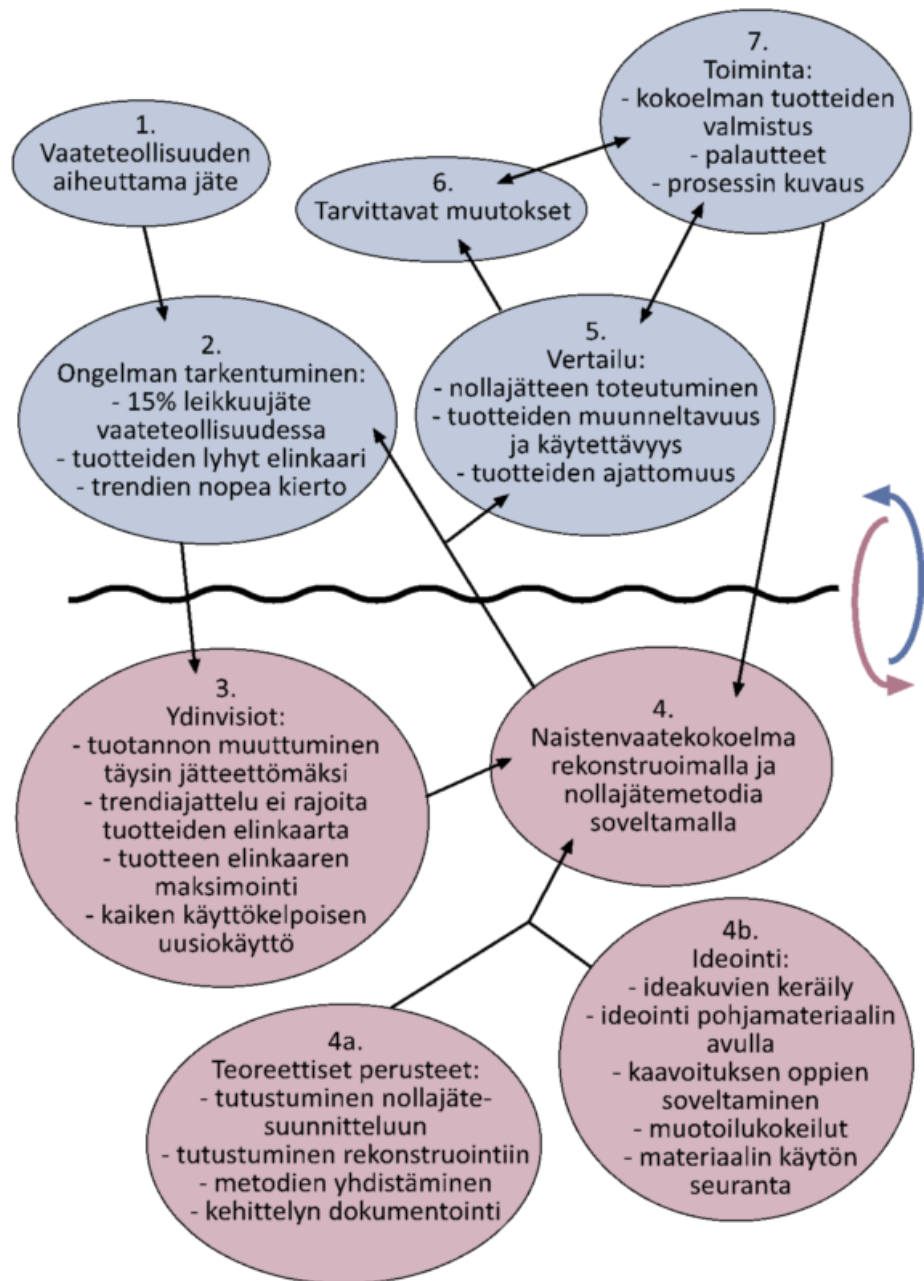 1.
Vaateteollisuuden
aiheuttama jäte
2.
Ongelman tarkentuminen:
- 15% leikkuujäte
vaateteollisuudessa
- tuotteiden lyhyt elinkaari
- trendien nopea kierto
3.
Ydinvisiot:
- tuotannon muuttuminen
täysin jätteettömäksi
- trendiajattelu ei rajoita
tuotteiden elinkaarta
- tuotteen elinkaaren
maksimointi
- kaiken käyttökelpoisen
uusiokäyttö
4.
Naistenvaatekokoelma
rekonstruoimalla ja
nollajätemetodia
soveltamalla
4a.
Teoreettiset perusteet:
- tutustuminen nollajäte-
suunnitteluun
- tutustuminen rekonstruointiin
- metodien yhdistäminen
- kehittelyn dokumentointi
4b.
Ideointi:
- ideakuvien keräily
- ideointi pohjamateriaalin
avulla
- kaavoituksen oppien
soveltaminen
- muotoilukokeilut
- materiaalin käytön
seuranta
5.
Vertailu:
- nollajätteen toteutuminen
- tuotteiden muunneltavuus
ja käytettävyys
- tuotteiden ajattomuus
6.
Tarvittavat muutokset
7.
Toiminta:
- kokoelman tuotteiden
valmistus
- palautteet
- prosessin kuvaus